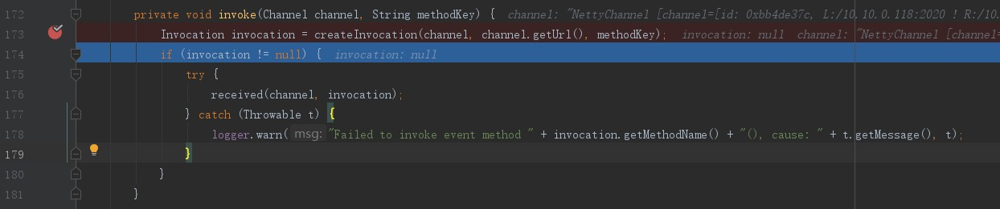 172 private void invoke(Channel channel, String methodKey) { channel: "NettyChannel [channel=[id: 0xbb4de37c, L:/10.10.0.118:2020 ! R:/10.
173 Invocation invocation = createInvocation(channel, channel.getUrl(), methodKey); invocation: null channel: "NettyChannel [channel=
174 if (invocation != null) { invocation: null
175 try {
176 received(channel, invocation);
177 } catch (Throwable t) {
178 logger.warn( msg: "Failed to invoke event method " + invocation.getMethodName() + "(), cause: " + t.getMessage(), t);
179 }
180 }
181 }